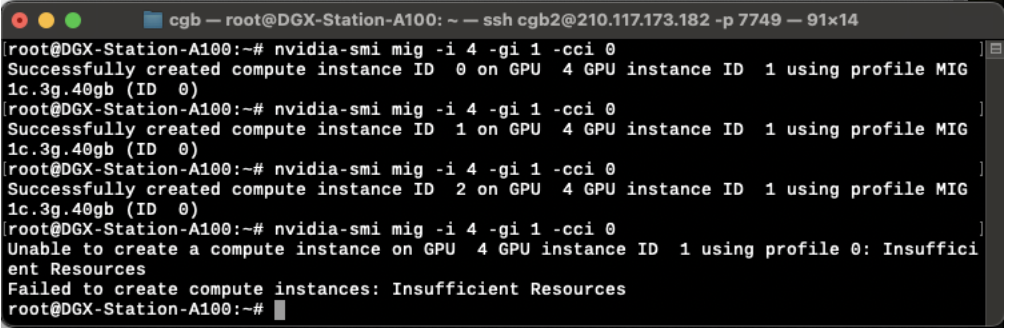 cgb — root@DGX-Station-A100: ~ — ssh cgb2@210.117.173.182 -p 7749 — 91×14
[root@DGX-Station-A100:~# nvidia-smi mig -i 4 -gi 1 -cci 0 ]
Successfully created compute instance ID  0 on GPU  4 GPU instance ID  1 using profile MIG
1c.3g.40gb (ID  0)
[root@DGX-Station-A100:~# nvidia-smi mig -i 4 -gi 1 -cci 0 ]
Successfully created compute instance ID  1 on GPU  4 GPU instance ID  1 using profile MIG
1c.3g.40gb (ID  0)
[root@DGX-Station-A100:~# nvidia-smi mig -i 4 -gi 1 -cci 0 ]
Successfully created compute instance ID  2 on GPU  4 GPU instance ID  1 using profile MIG
1c.3g.40gb (ID  0)
[root@DGX-Station-A100:~# nvidia-smi mig -i 4 -gi 1 -cci 0 ]
Unable to create a compute instance on GPU  4 GPU instance ID  1 using profile 0: Insuffici
ent Resources
Failed to create compute instances: Insufficient Resources
root@DGX-Station-A100:~#